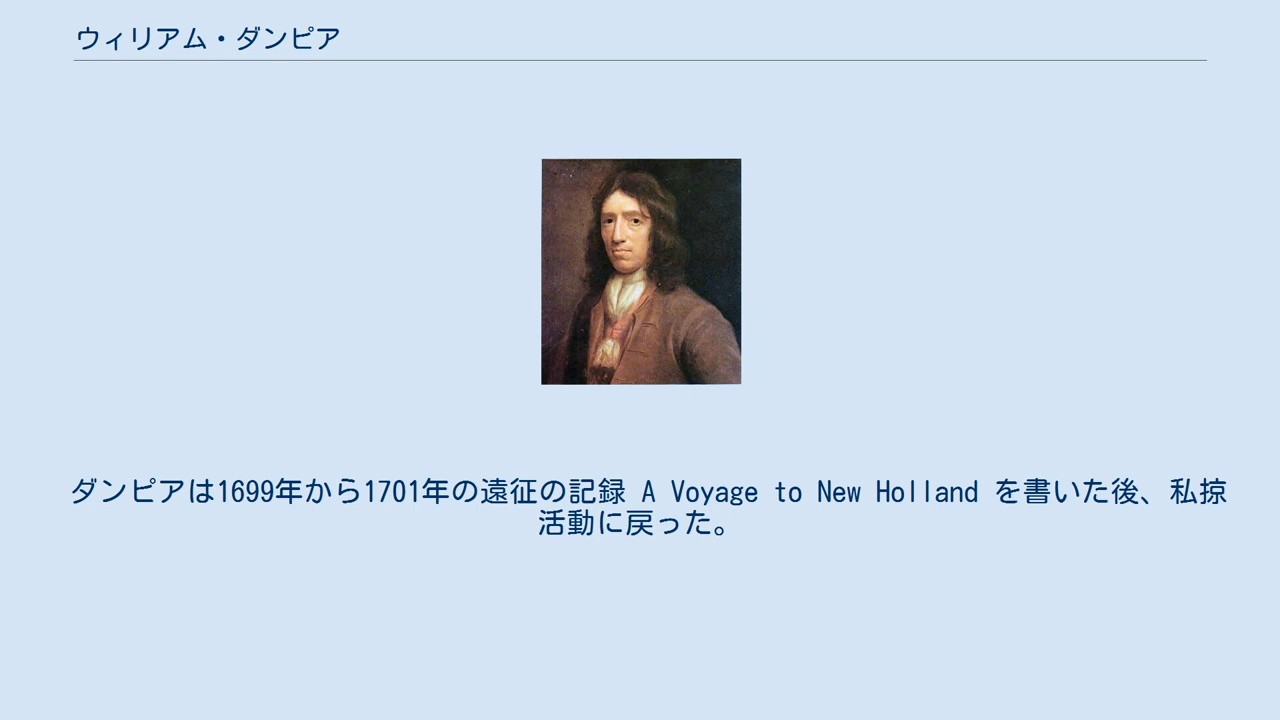 ウィリアム・ダンピア
ダンピアは1699年から1701年の遠征の記録 A Voyage to New Holland を書いた後、私掠
活動に戻った。